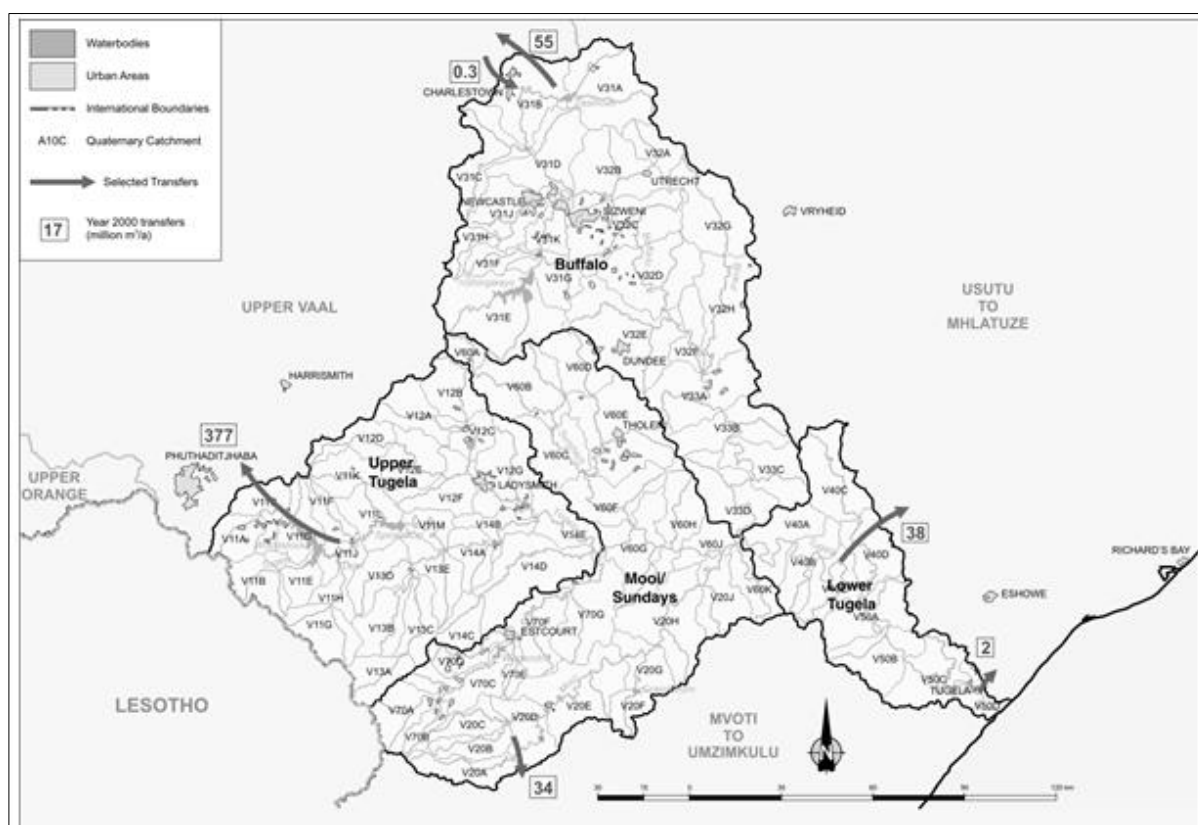 Waterbodies
Urban Areas
International Boundaries
A10C Quaternary Catchment
Selected Transfers
17 Year 2000 transfers
(million m³/a)
55
0.3
CHARLESTOWN
V31A
V31B
V32A
V31D
V32B
V31C
UTRECHT
NEWCASTLE
V31J
V32G
VRYHEID
V31H
V31K
V31F
Buffalo
V31G
V32D
UPPER VAAL
USUTU
TO
MHLATUZE
V31E
V32H
V32E
V32F
DUNDEE
V60A
V60D
HARRISMITH
V12B
V60B
V33A
V12A
V60E
V12C
V33B
377
V12D
PHUTHADITJHABA
V60C
V33C
UPPER
ORANGE
Upper
Tugela
V11K
V12G
LADYSMITH
V40C
V11F
V12F
V60F
V33D
V11L
V11M
V14B
V60H
V40A
38
V11A
V14E
V60G
V60J
V40D
V11J
V14A
V40B
RICHARD'S BAY
V13D
V13E
V14D
Mooi/
Sundays
V11B
V11E
V20J
V60K
Lower
Tugela
ESHOWE
V11H
V70G
V11G
V13B
V13C
V14C
V70F
V20H
V50A
ESTCOURT
2
V13A
V70D
V70E
V20G
V50B
V70C
V50C
V50D
LESOTHO
V70A
V20D
V20E
V20F
V70B
V20C
V20B
V20A
MVOTI
TO
UMZIMKULU
N
34